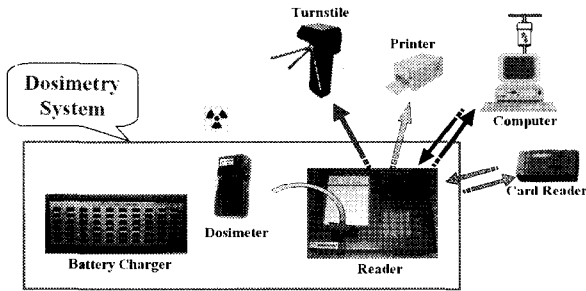 Turnstile
Printer
Computer
Dosimetry
System
Card Reader
Dosimeter
Battery Charger
Reader